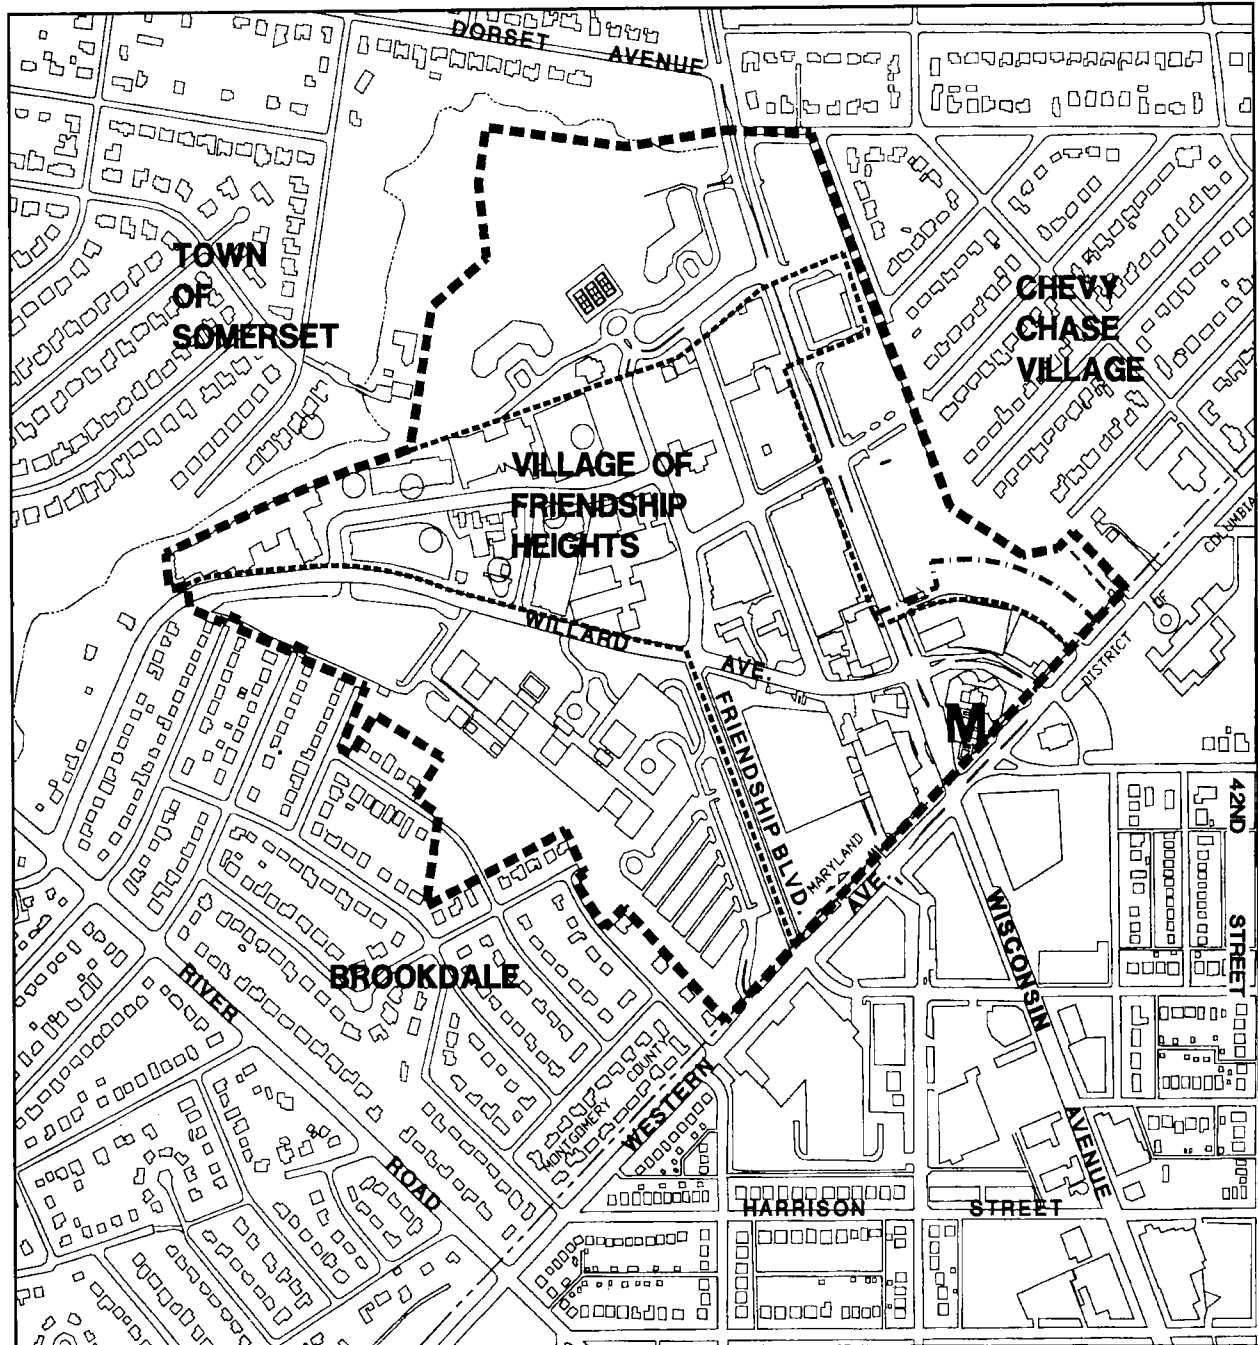 DORSET AVENUE
TOWN
OF
SOMERSET
CHEVY
CHASE
VILLAGE
VILLAGE OF
FRIENDSHIP
HEIGHTS
COLUMBIA
OF
DISTRICT
WILLARD AVE.
FRIENDSHIP BLVD.
M
MARYLAND
AVE.
42ND STREET
WISCONSIN
BROOKDALE
RIVER
COUNTY
MONTGOMERY
WESTERN
AVENUE
ROAD
HARRISON STREET